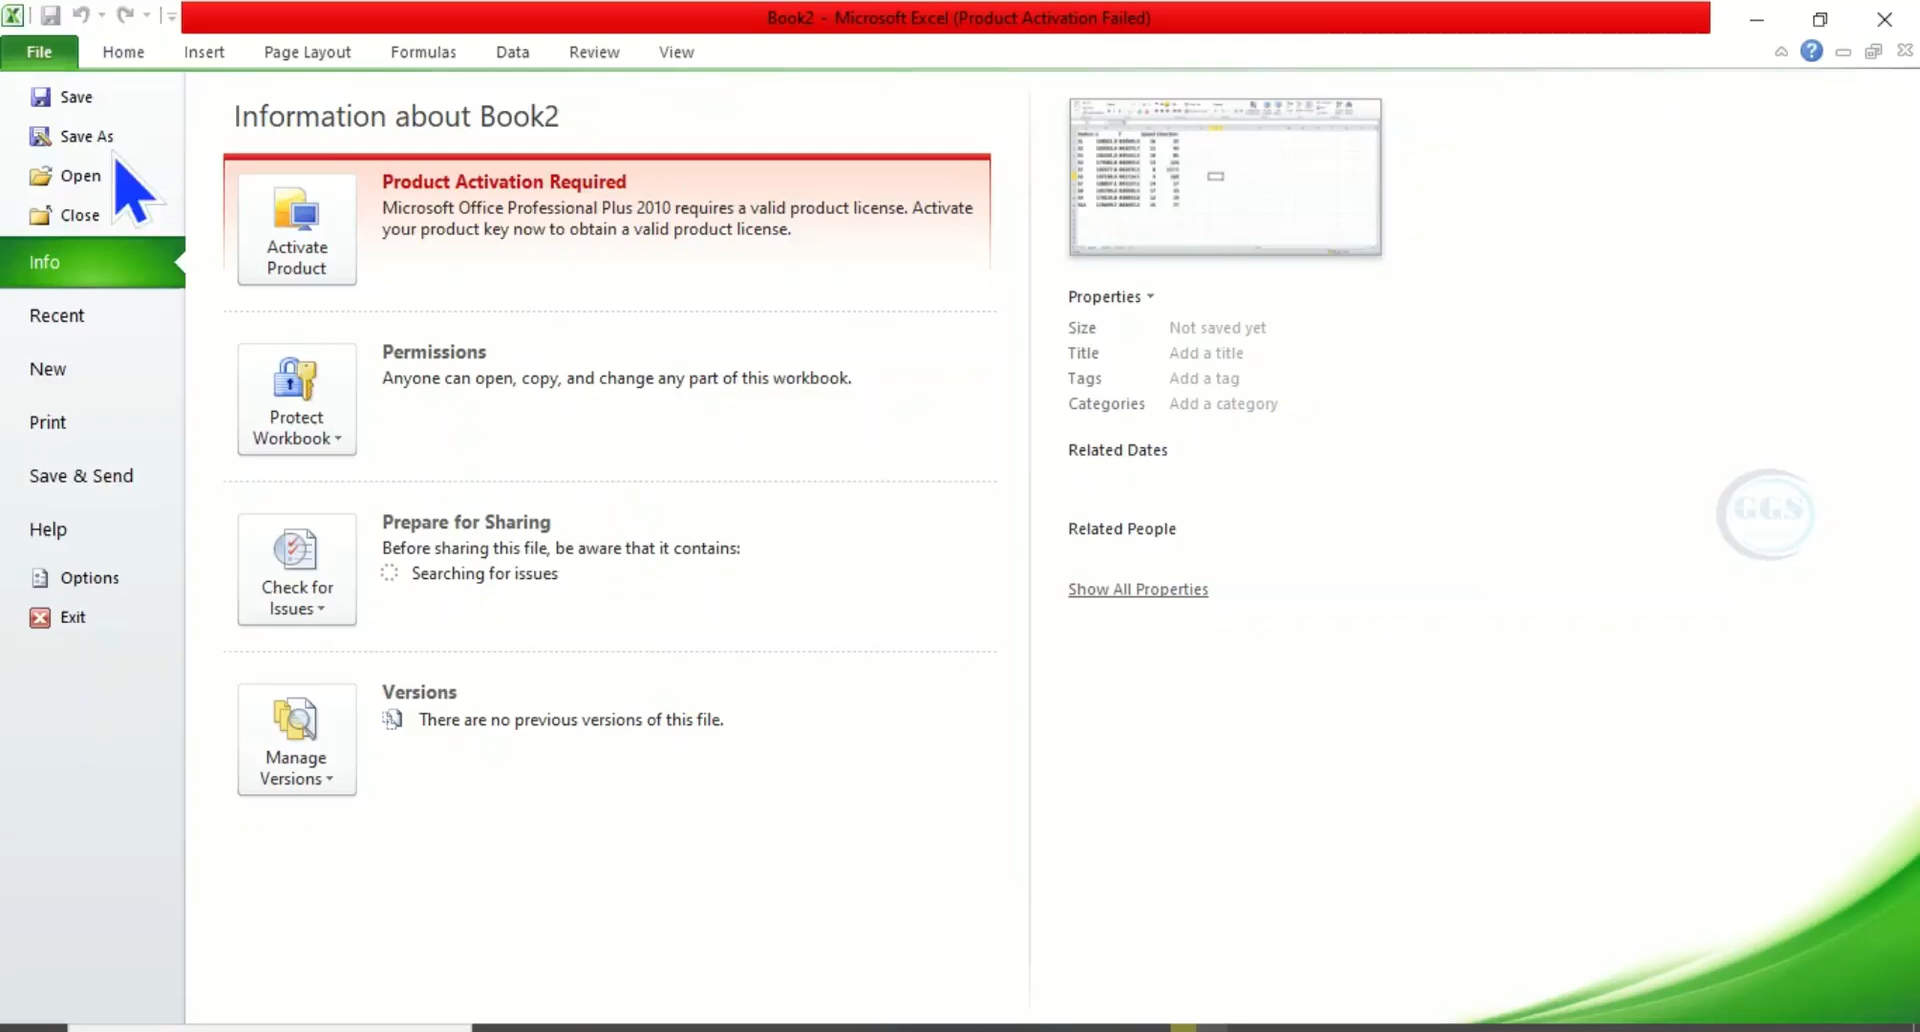 Book2 - Microsoft Excel (Product Activation Failed)
File Home Insert Page Layout Formulas Data Review View
Save
Save As
Open
Close
Info
Recent
New
Print
Save & Send
Help
Options
Exit
Information about Book2
Activate
Product
Product Activation Required
Microsoft Office Professional Plus 2010 requires a valid product license. Activate
your product key now to obtain a valid product license.
Protect
Workbook
Permissions
Anyone can open, copy, and change any part of this workbook.
Check for
Issues
Prepare for Sharing
Before sharing this file, be aware that it contains:
Searching for issues
Manage
Versions
Versions
There are no previous versions of this file.
Properties
Size Not saved yet
Title Add a title
Tags Add a tag
Categories Add a category
Related Dates
Related People
Show All Properties
GGS